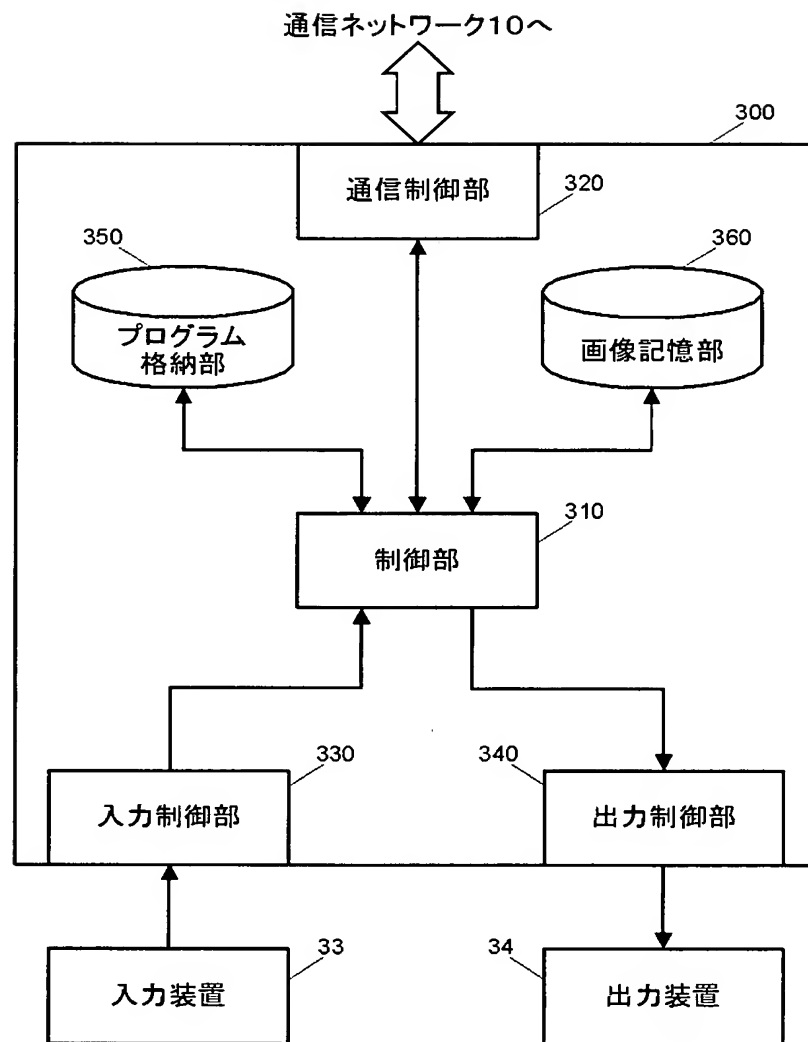 通信ネットワーク10へ
300
通信制御部
320
350
360
プログラム
格納部
画像記憶部
310
制御部
330
340
入力制御部
出力制御部
33
34
入力装置
出力装置